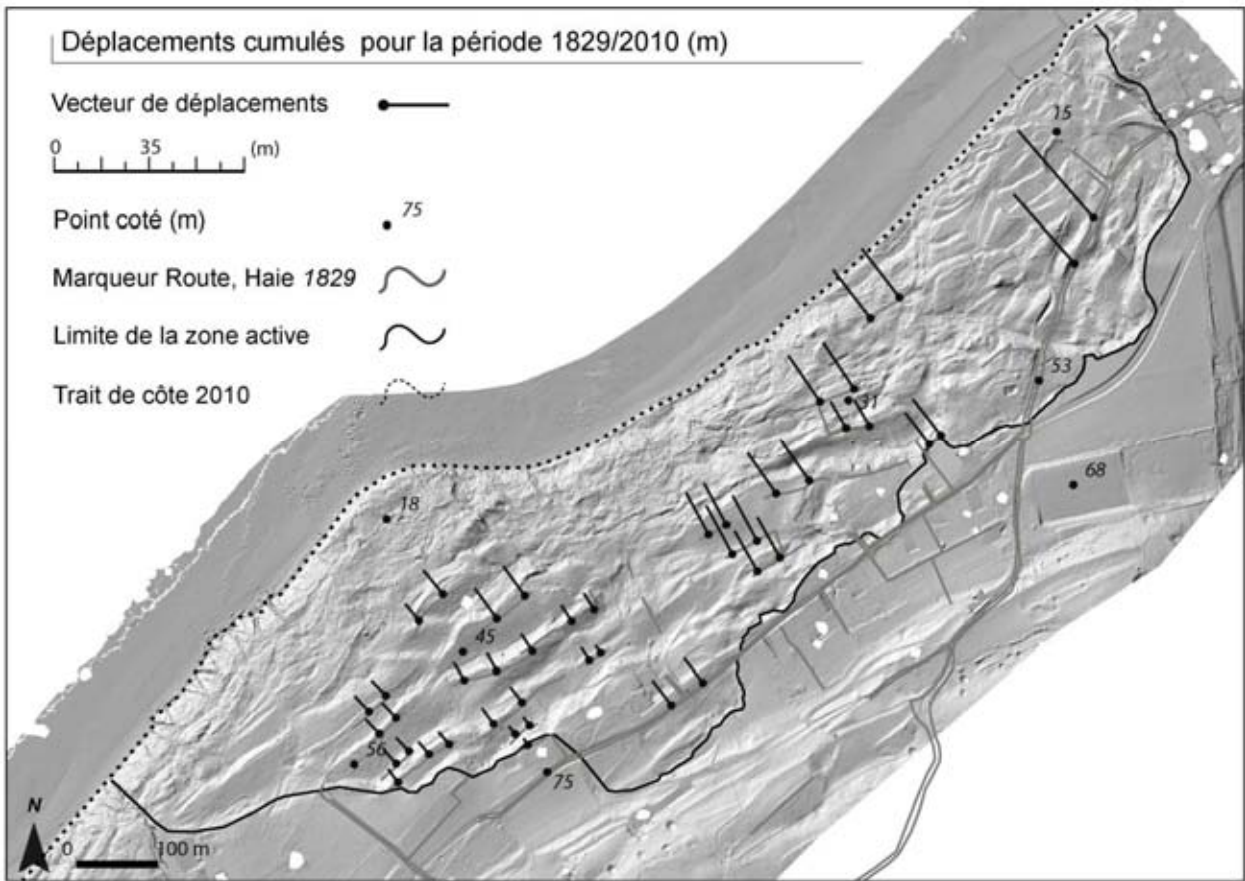 Déplacements cumulés pour la période 1829/2010 (m)
Vecteur de déplacements
0 35 (m)
Point coté (m) 75
Marqueur Route, Haie 1829
Limite de la zone active
Trait de côte 2010
15
53
31
68
18
45
56
75
N
0 100 m